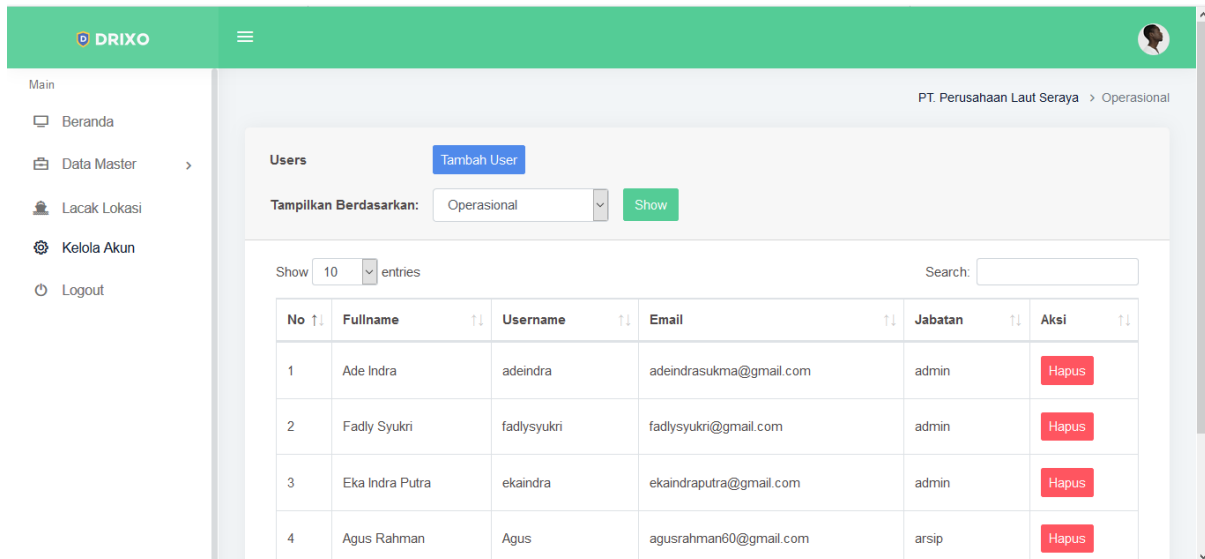 DRIXO
Main
Beranda
Data Master
Lacak Lokasi
Kelola Akun
Logout
PT. Perusahaan Laut Seraya > Operasional
Users Tambah User
Tampilkan Berdasarkan: Operasional Show
Show 10 entries Search:
No Fullname Username Email Jabatan Aksi
1 Ade Indra adeindra adeindrasukma@gmail.com admin Hapus
2 Fadly Syukri fadlysyukri fadlysyukri@gmail.com admin Hapus
3 Eka Indra Putra ekaindra ekaindraputra@gmail.com admin Hapus
4 Agus Rahman Agus agusrahman60@gmail.com arsip Hapus